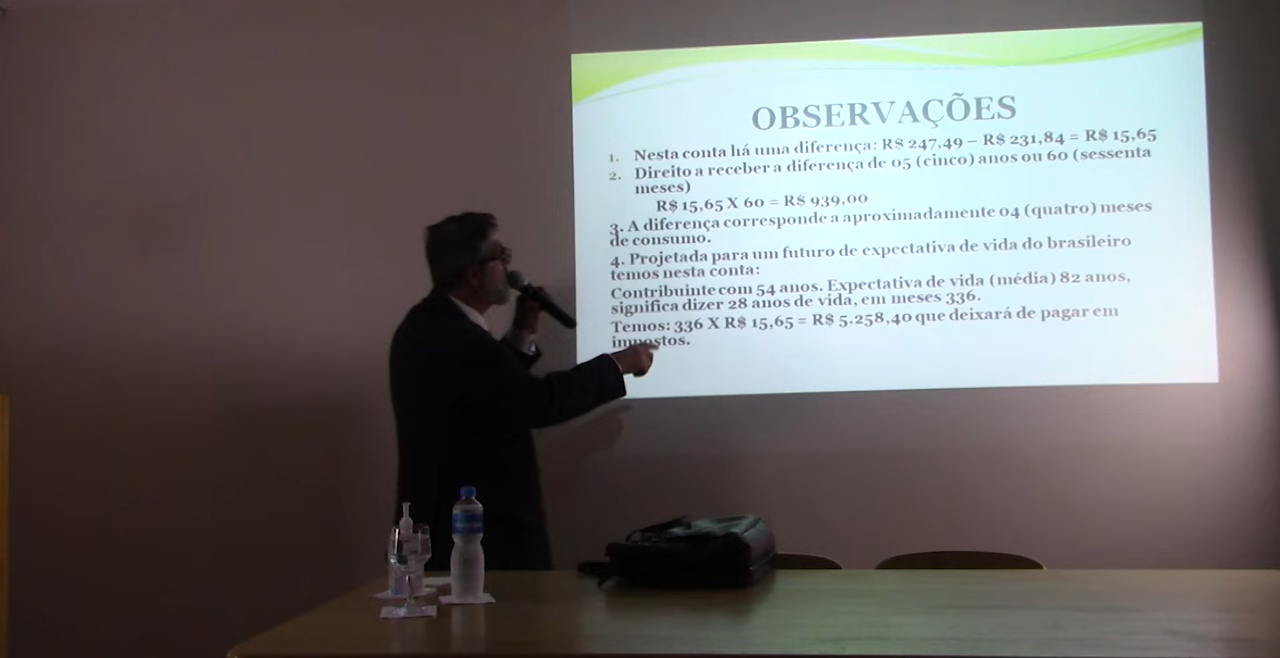 OBSERVAÇÕES
1. Nesta conta há uma diferença: R$ 247,49 – R$ 231,84 = R$ 15,65
2. Direito a receber a diferença de 05 (cinco) anos ou 60 (sessenta
meses)
R$ 15,65 X 60 = R$ 939,00
3. A diferença corresponde a aproximadamente 04 (quatro) meses
de consumo.
4. Projetada para um futuro de expectativa de vida do brasileiro
temos nesta conta:
Contribuinte com 54 anos. Expectativa de vida (média) 82 anos,
significa dizer 28 anos de vida, em meses 336.
Temos: 336 X R$ 15,65 = R$ 5.258,40 que deixará de pagar em
impostos.